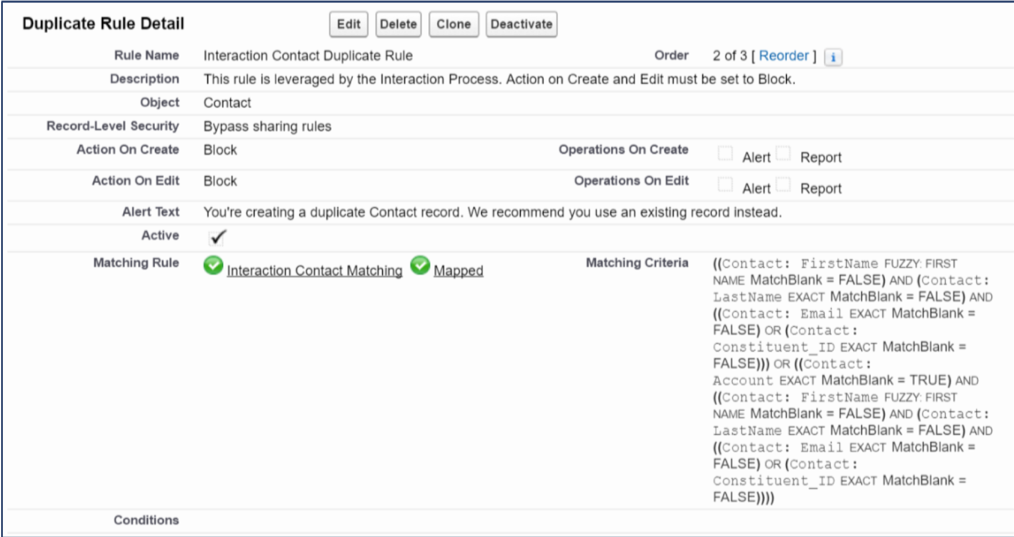 Duplicate Rule Detail Edit Delete Clone Deactivate
Rule Name Interaction Contact Duplicate Rule Order 2 of 3 [ Reorder ] i
Description This rule is leveraged by the Interaction Process. Action on Create and Edit must be set to Block.
Object Contact
Record-Level Security Bypass sharing rules
Action On Create Block Operations On Create Alert Report
Action On Edit Block Operations On Edit Alert Report
Alert Text You're creating a duplicate Contact record. We recommend you use an existing record instead.
Active
Matching Rule Interaction Contact Matching Mapped Matching Criteria ((Contact: FirstName FUZZY: FIRST
NAME MatchBlank = FALSE) AND (Contact:
LastName EXACT MatchBlank = FALSE) AND
((Contact: Email EXACT MatchBlank =
FALSE) OR (Contact:
Constituent_ID EXACT MatchBlank =
FALSE))) OR ((Contact:
Account EXACT MatchBlank = TRUE) AND
((Contact: FirstName FUZZY: FIRST
NAME MatchBlank = FALSE) AND (Contact:
LastName EXACT MatchBlank = FALSE) AND
((Contact: Email EXACT MatchBlank =
FALSE) OR (Contact:
Constituent_ID EXACT MatchBlank =
FALSE))))
Conditions